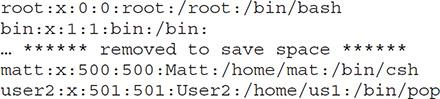 root:x:0:0:root:/root:/bin/bash
bin:x:1:1:bin:/bin:
… ****** removed to save space ******
matt:x:500:500:Matt:/home/mat:/bin/csh
user2:x:501:501:User2:/home/us1:/bin/pop